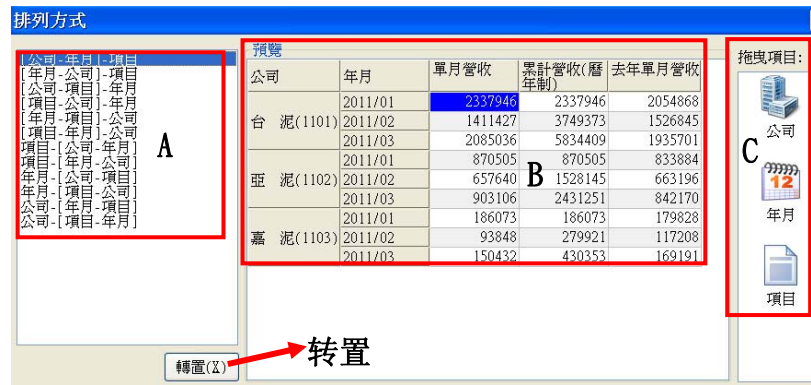 排列方式
[公司-年月]-項目
[年月-公司]-項目
[公司-項目]-年月
[項目-公司]-年月
[年月-項目]-公司
[項目-年月]-公司
項目-[公司-年月]
項目-[年月-公司]
年月-[公司-項目]
年月-[項目-公司]
公司-[年月-項目]
公司-[項目-年月]
A
轉置(X)
转置
預覽
公司 年月 單月營收 累計營收(曆年制) 去年單月營收
台 泥(1101) 2011/01 2337946 2337946 2054868
2011/02 1411427 3749373 1526845
2011/03 2085036 5834409 1935701
亞 泥(1102) 2011/01 870505 870505 833884
2011/02 657640 1528145 663196
2011/03 903106 2431251 842170
嘉 泥(1103) 2011/01 186073 186073 179828
2011/02 93848 279921 117208
2011/03 150432 430353 169191
B
拖曳項目:
公司
C
12
年月
項目